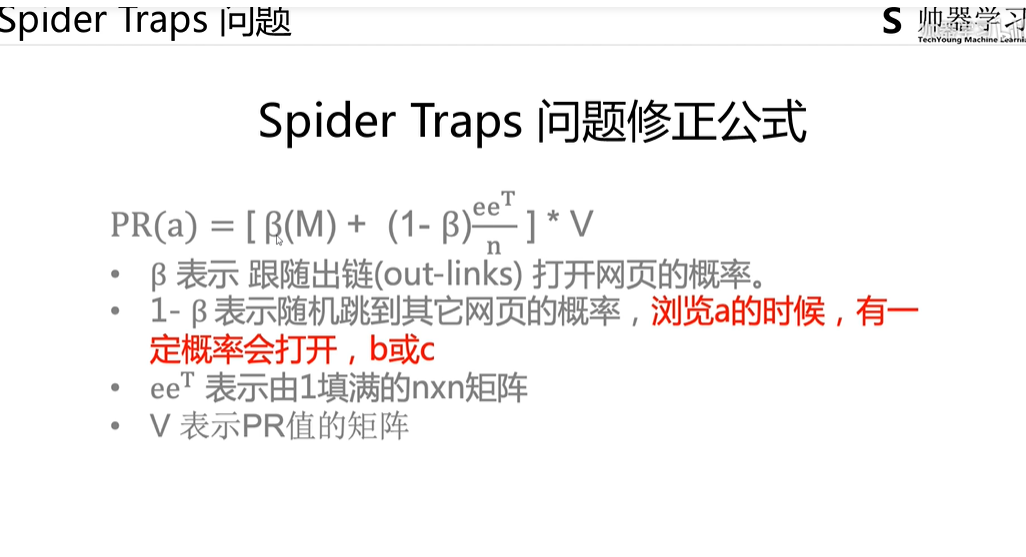 Spider Traps 问题
S 帅器学习
TechYoung Machine Learni
Spider Traps 问题修正公式
PR(a) = [ β(M) + (1- β)ee^T/n ] * V
• β 表示 跟随出链(out-links) 打开网页的概率。
• 1- β 表示随机跳到其它网页的概率，浏览a的时候，有一
定概率会打开，b或c
• ee^T 表示由1填满的nxn矩阵
• V 表示PR值的矩阵